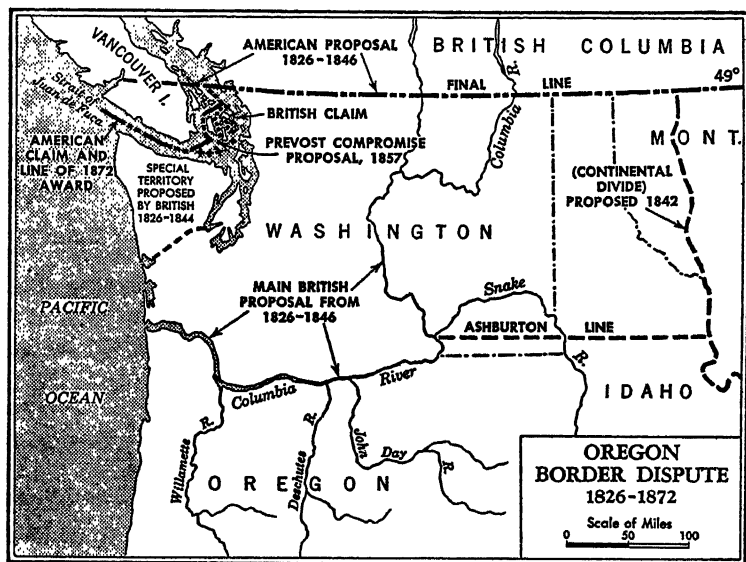 VANCOUVER I.
AMERICAN PROPOSAL
1826-1846
BRITISH COLUMBIA
49°
FINAL LINE
Strait of
Juan de Fuca
BRITISH CLAIM
Columbia R.
AMERICAN
CLAIM AND
LINE OF 1872
AWARD
PREVOST COMPROMISE
PROPOSAL, 1857
MONT.
SPECIAL
TERRITORY
PROPOSED
BY BRITISH
1826-1844
(CONTINENTAL
DIVIDE)
PROPOSED 1842
WASHINGTON
MAIN BRITISH
PROPOSAL FROM
1826-1846
Snake R.
PACIFIC
OCEAN
ASHBURTON LINE
Columbia River
IDAHO
Willamette R.
Deschutes R.
John Day R.
OREGON
OREGON
BORDER DISPUTE
1826-1872
Scale of Miles
0 50 100